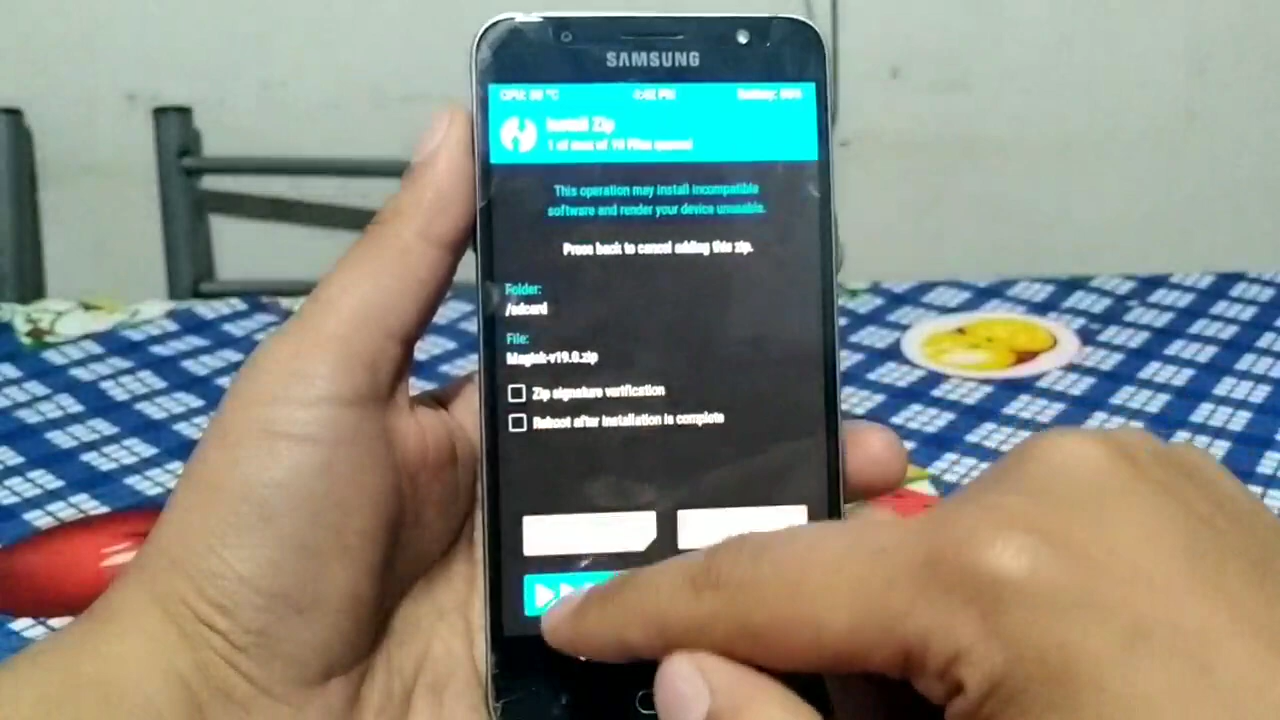 SAMSUNG
Install Zip
This operation may install incompatible
software and render your device unusable.
Press back to cancel adding this zip.
Folder:
/sdcard
File:
Magisk-v19.0.zip
Zip signature verification
Reboot after installation is complete